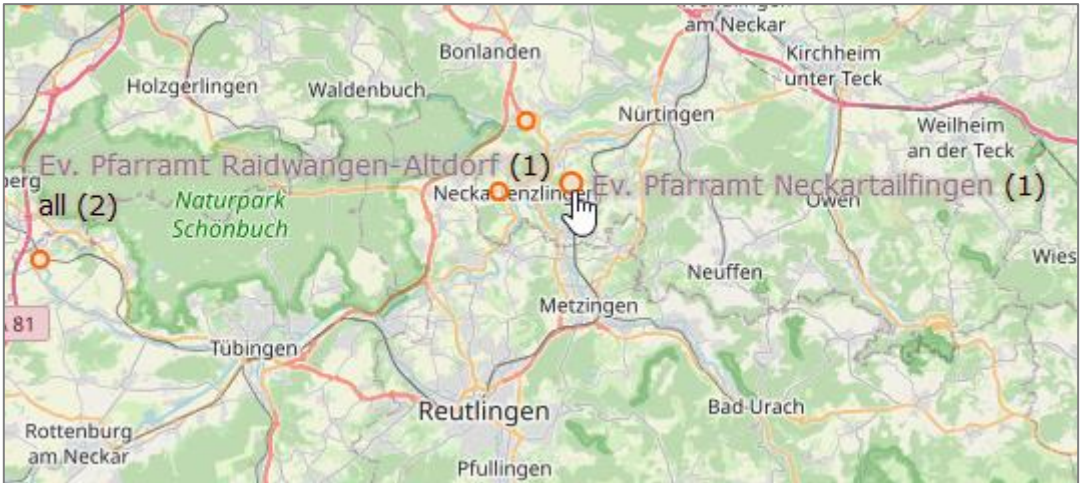 am Neckar
Bonlanden
Kirchheim
unter Teck
Holzgerlingen
Waldenbuch
Nürtingen
Weilheim
an der Teck
Ev. Pfarramt Raidwangen-Altdorf (1)
berg
Ev. Pfarramt Neckartailfingen (1)
all (2)
Naturpark
Schönbuch
Owen
Wies
Neuffen
Metzingen
81
Tübingen
Reutlingen
Bad Urach
Rottenburg
am Neckar
Pfullingen